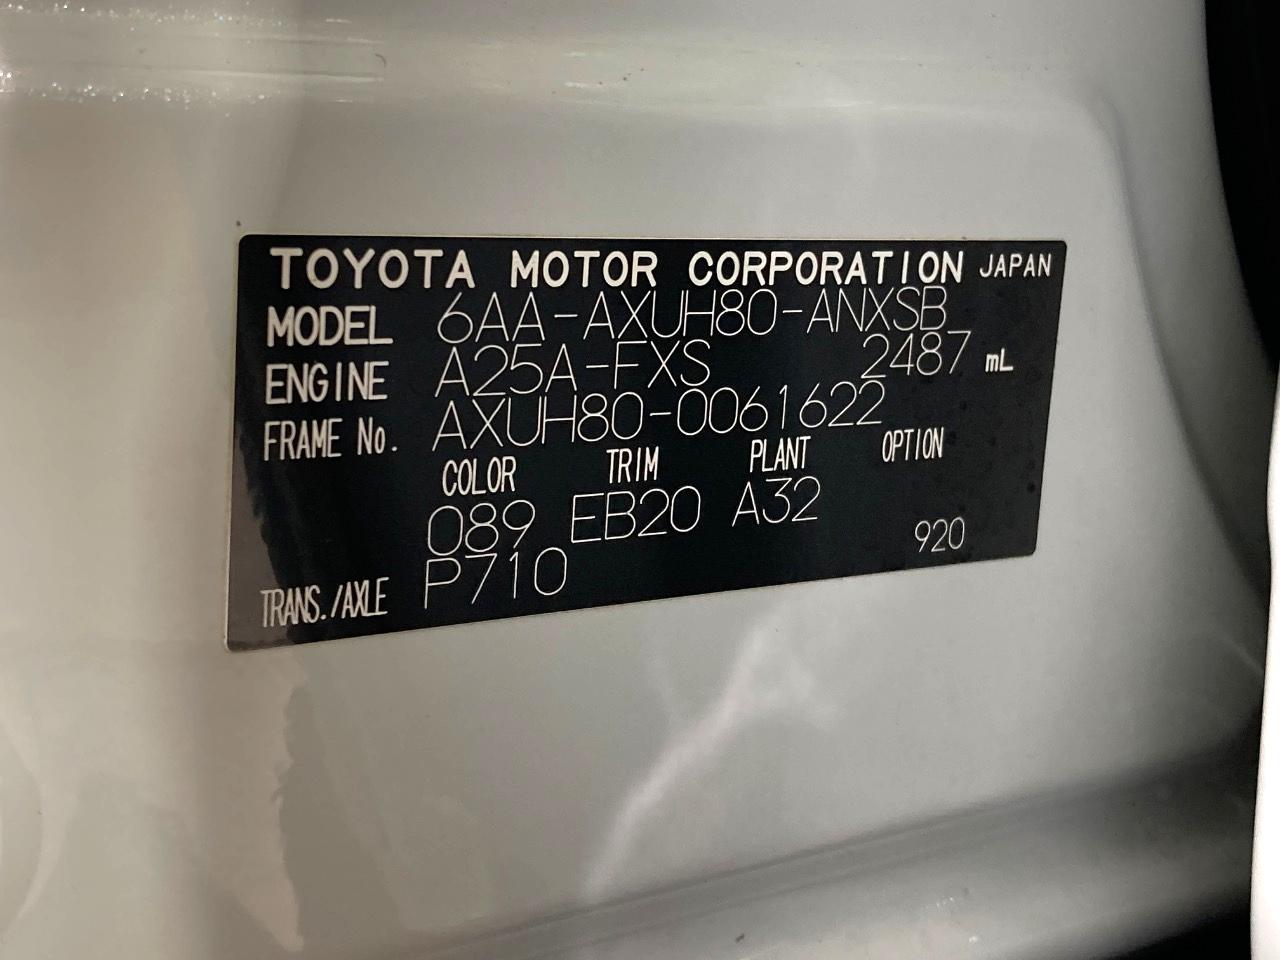 TOYOTA MOTOR CORPORATION JAPAN
MODEL 6AA-AXUH80-ANXSB
ENGINE A25A-FXS 2487 mL
FRAME No. AXUH80-0061622
COLOR TRIM PLANT OPTION
089 EB20 A32
TRANS./AXLE P710 920